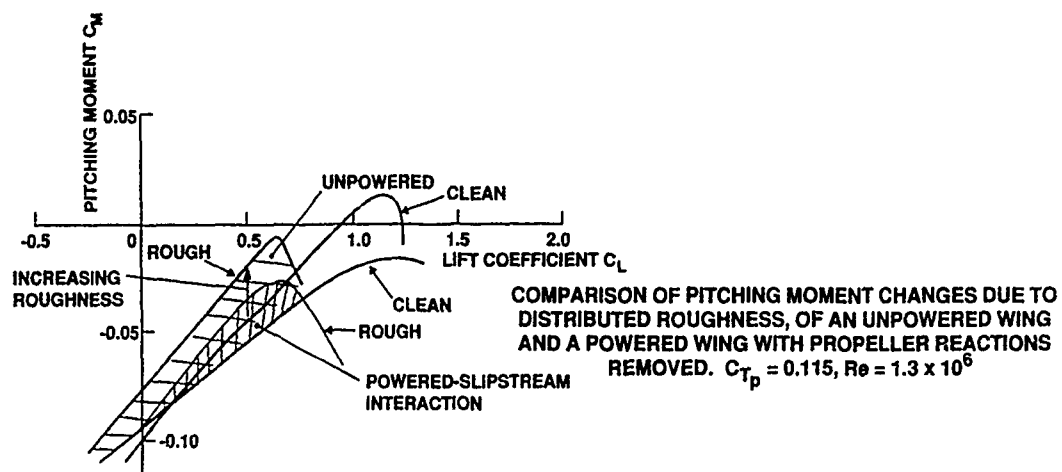 PITCHING MOMENT C_M
0.05
UNPOWERED
CLEAN
-0.5
0
0.5
1.0
1.5
2.0
ROUGH
LIFT COEFFICIENT C_L
INCREASING
ROUGHNESS
CLEAN
-0.05
ROUGH
POWERED-SLIPSTREAM
INTERACTION
-0.10
COMPARISON OF PITCHING MOMENT CHANGES DUE TO
DISTRIBUTED ROUGHNESS, OF AN UNPOWERED WING
AND A POWERED WING WITH PROPELLER REACTIONS
REMOVED. C_Tp = 0.115, Re = 1.3 x 10^6